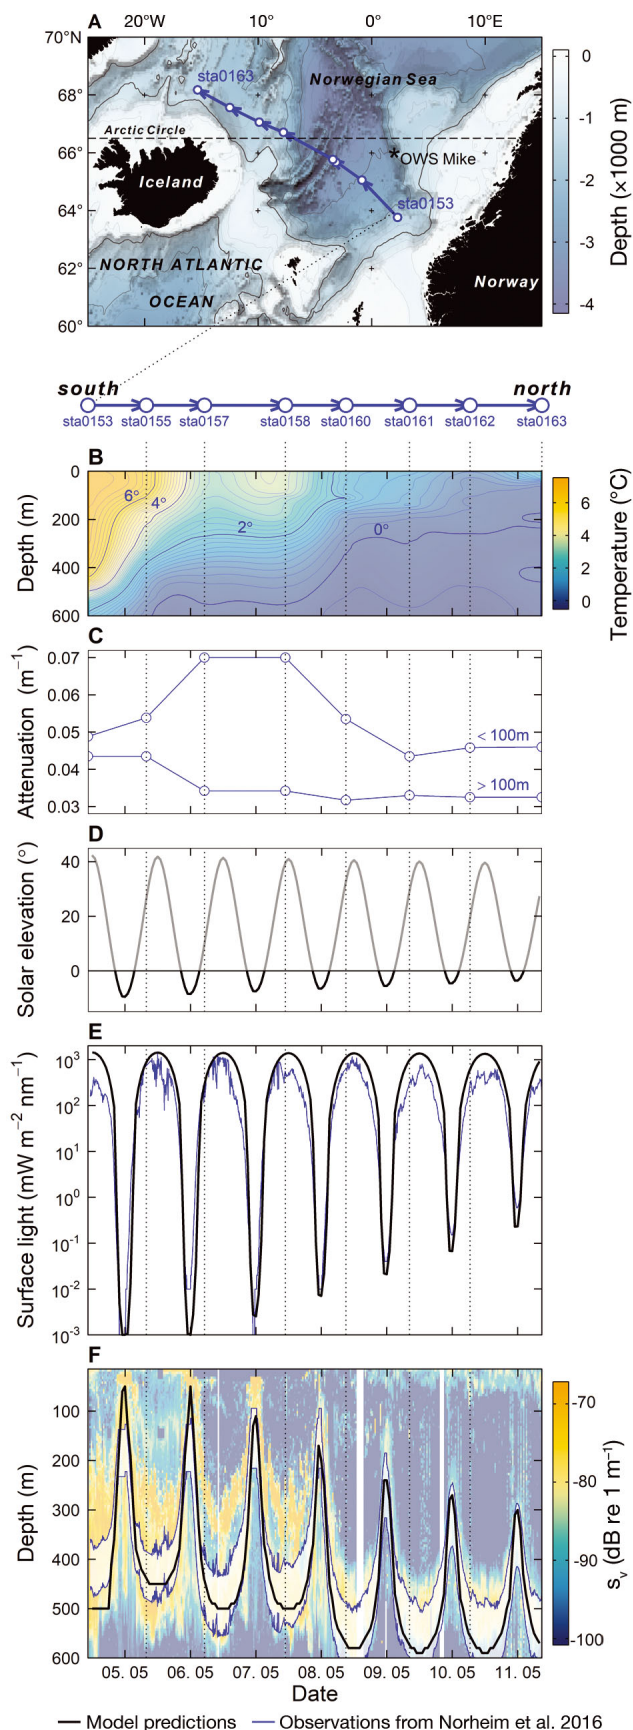 A
20°W 10° 0° 10°E
70°N
68°
66°
64°
62°
60°
sta0163
Norwegian Sea
Arctic Circle
*OWS Mike
Iceland
sta0153
NORTH ATLANTIC
OCEAN
Norway
0
-1
-2
-3
-4
Depth (×1000 m)
south north
sta0153 sta0155 sta0157 sta0158 sta0160 sta0161 sta0162 sta0163
B
0
200
400
600
Depth (m)
6° 4° 2° 0°
6
4
2
0
Temperature (°C)
C
0.07
0.06
0.05
0.04
0.03
Attenuation (m⁻¹)
< 100m
> 100m
D
40
20
0
Solar elevation (°)
E
10³
10²
10¹
10⁰
10⁻¹
10⁻²
10⁻³
Surface light (mW m⁻² nm⁻¹)
F
100
200
300
400
500
600
Depth (m)
-70
-80
-90
-100
sᵥ (dB re 1 m⁻¹)
05. 05 06. 05 07. 05 08. 05 09. 05 10. 05 11. 05
Date
Model predictions Observations from Norheim et al. 2016